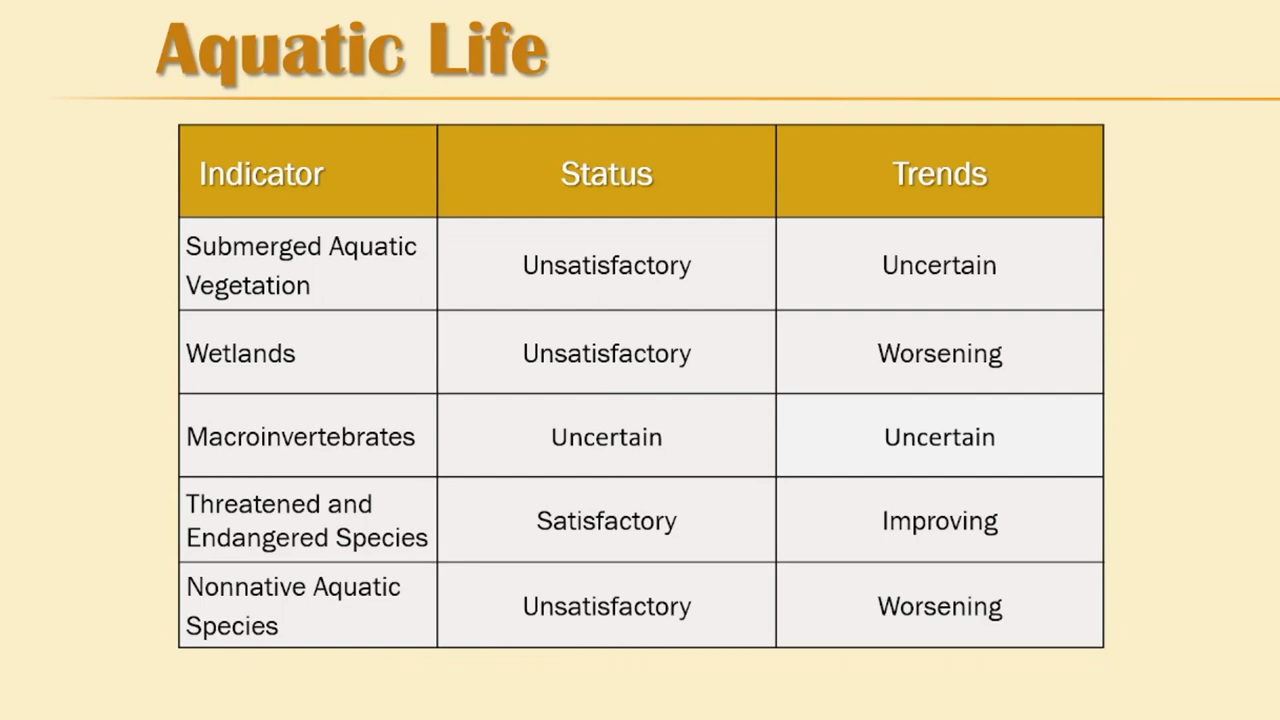 Aquatic Life
Indicator Status Trends
Submerged Aquatic
Vegetation
Unsatisfactory Uncertain
Wetlands Unsatisfactory Worsening
Macroinvertebrates Uncertain Uncertain
Threatened and
Endangered Species
Satisfactory Improving
Nonnative Aquatic
Species
Unsatisfactory Worsening